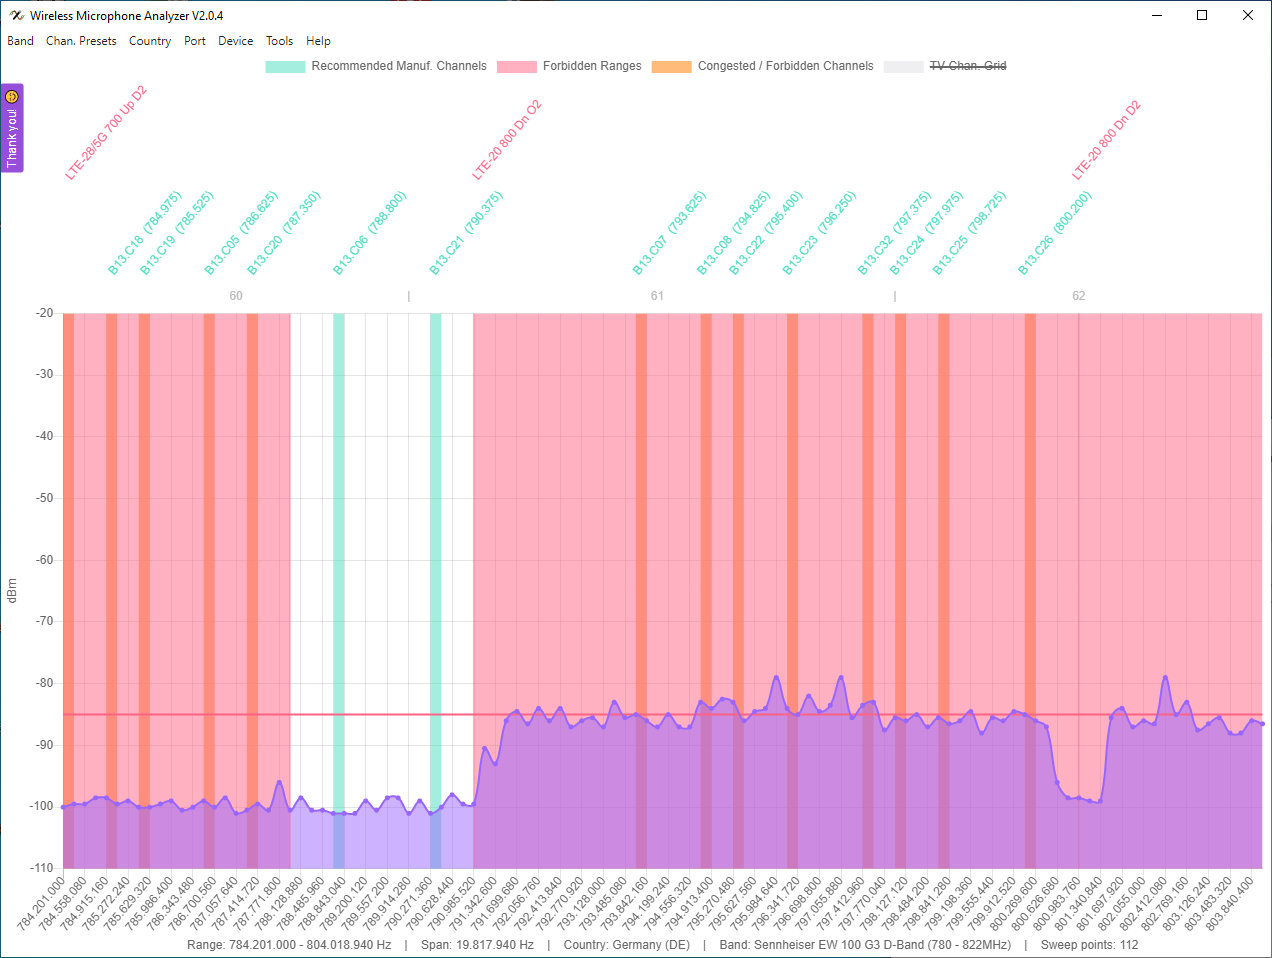 Wireless Microphone Analyzer V2.0.4
Band Chan. Presets Country Port Device Tools Help
Recommended Manuf. Channels Forbidden Ranges Congested / Forbidden Channels TV Chan. Grid
Thank you!
LTE-28/5G 700 Up D2
LTE-20 800 Dn O2
LTE-20 800 Dn D2
B13.C18 (784.975)
B13.C19 (785.525)
B13.C05 (786.625)
B13.C20 (787.350)
B13.C06 (788.800)
B13.C21 (790.375)
B13.C07 (793.625)
B13.C08 (794.825)
B13.C22 (795.400)
B13.C23 (796.250)
B13.C32 (797.375)
B13.C24 (797.975)
B13.C25 (798.725)
B13.C26 (800.200)
60 | 61 | 62
-20
-30
-40
-50
-60
-70
-80
-90
-100
-110
dBm
784.201.000
784.558.080
784.915.160
785.272.240
785.629.320
785.986.400
786.343.480
786.700.560
787.057.640
787.414.720
787.771.800
788.128.880
788.485.960
788.843.040
789.200.120
789.557.200
789.914.280
790.271.360
790.628.440
790.985.520
791.342.600
791.699.680
792.056.760
792.413.840
792.770.920
793.128.000
793.485.080
793.842.160
794.199.240
794.556.320
794.913.400
795.270.480
795.627.560
795.984.640
796.341.720
796.698.800
797.055.880
797.412.960
797.770.040
798.127.120
798.484.200
798.841.280
799.198.360
799.555.440
799.912.520
800.269.600
800.626.680
800.983.760
801.340.840
801.697.920
802.055.000
802.412.080
802.769.160
803.126.240
803.483.320
803.840.400
Range: 784.201.000 - 804.018.940 Hz | Span: 19.817.940 Hz | Country: Germany (DE) | Band: Sennheiser EW 100 G3 D-Band (780 - 822MHz) | Sweep points: 112